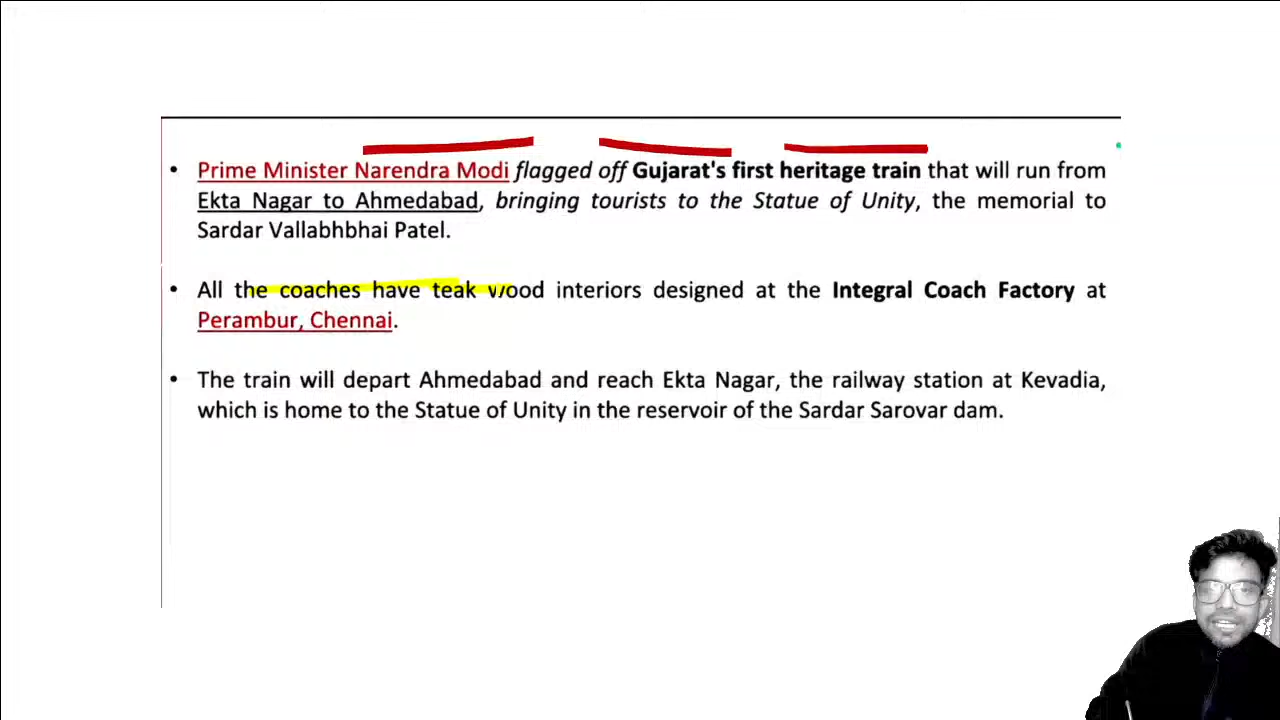 • Prime Minister Narendra Modi flagged off Gujarat's first heritage train that will run from
Ekta Nagar to Ahmedabad, bringing tourists to the Statue of Unity, the memorial to
Sardar Vallabhbhai Patel.
• All the coaches have teak wood interiors designed at the Integral Coach Factory at
Perambur, Chennai.
• The train will depart Ahmedabad and reach Ekta Nagar, the railway station at Kevadia,
which is home to the Statue of Unity in the reservoir of the Sardar Sarovar dam.